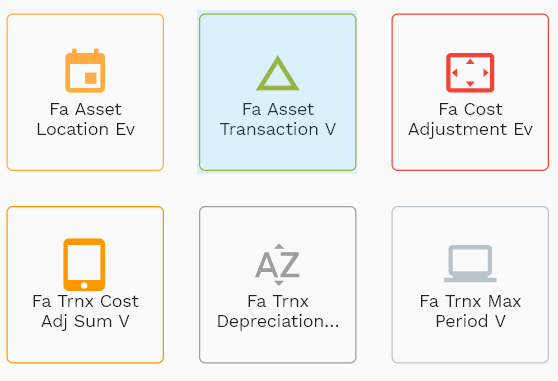 Fa Asset
Location Ev
Fa Asset
Transaction V
Fa Cost
Adjustment Ev
Fa Trnx Cost
Adj Sum V
AZ
Fa Trnx
Depreciation...
Fa Trnx Max
Period V